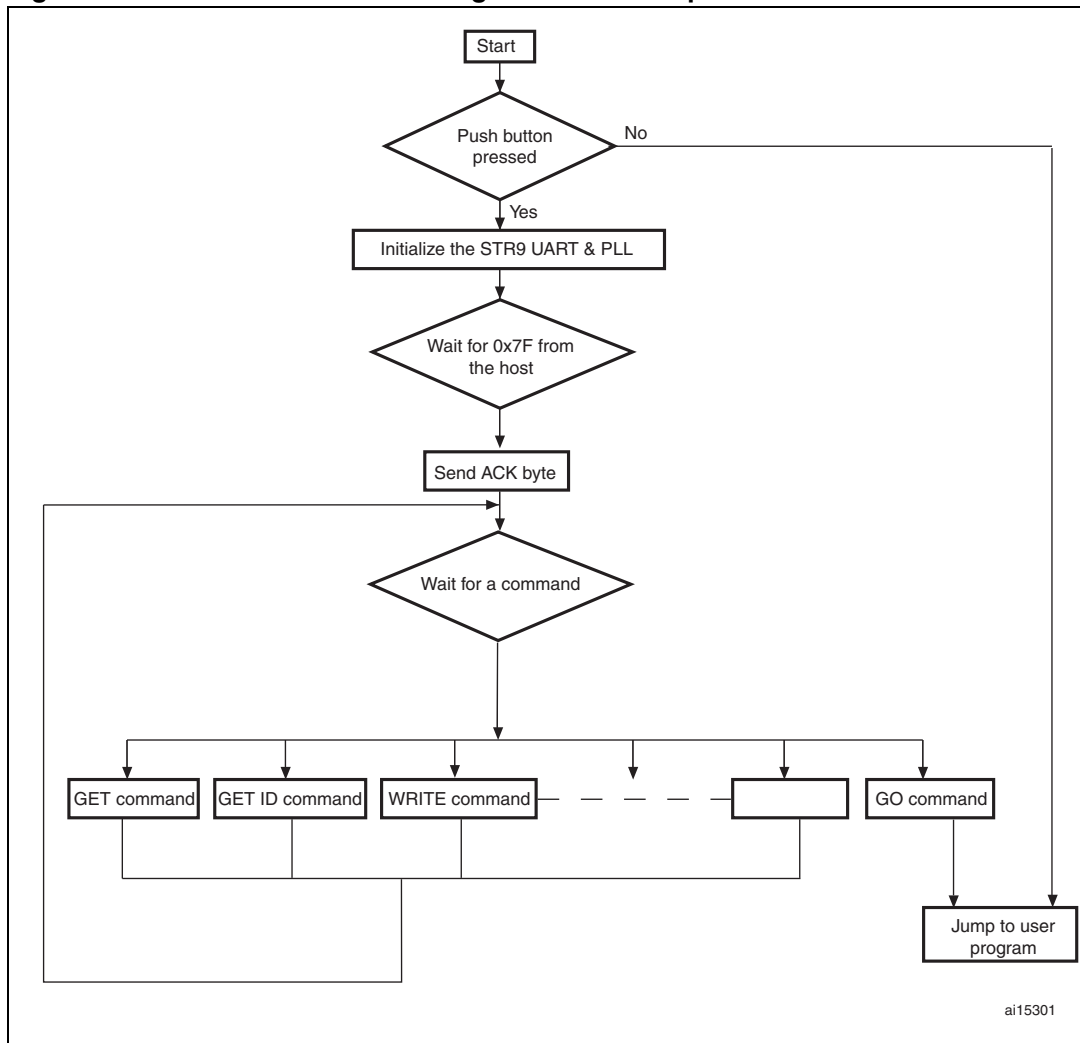 Start
Push button
pressed
No
Yes
Initialize the STR9 UART & PLL
Wait for 0x7F from
the host
Send ACK byte
Wait for a command
GET command
GET ID command
WRITE command
GO command
Jump to user
program
ai15301